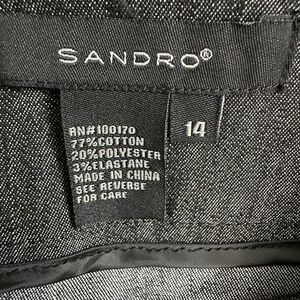 SANDRO®
RN#100170
77%COTTON
20%POLYESTER
3%ELASTANE
MADE IN CHINA
SEE REVERSE
FOR CARE
14